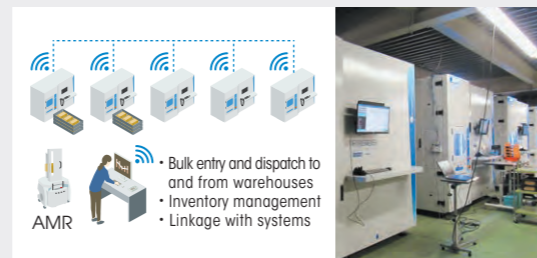 • Bulk entry and dispatch to
and from warehouses
• Inventory management
• Linkage with systems
AMR